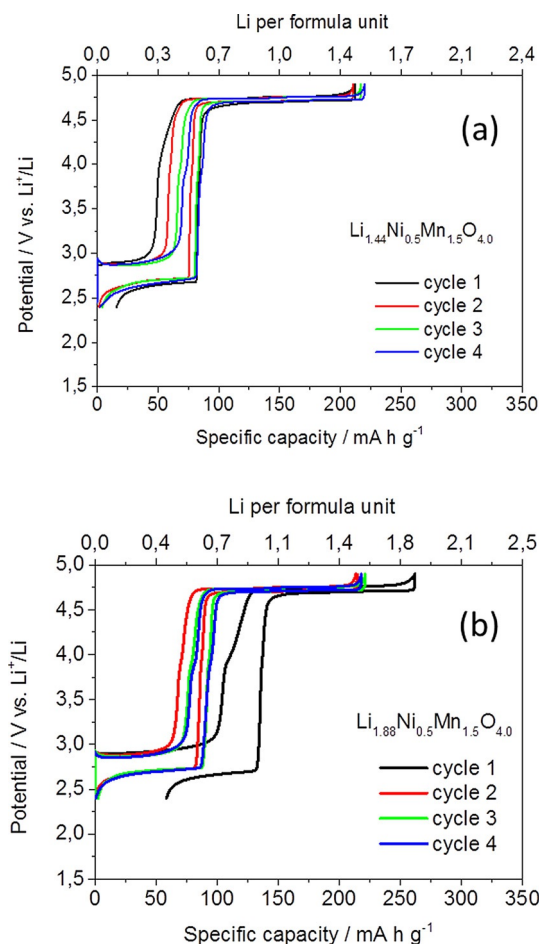 Li per formula unit
0,0 0,3 0,6 0,9 1,2 1,5 1,8 2,1 2,4
5,0
4,5
4,0
3,5
3,0
2,5
2,0
1,5
Potential / V vs. Li⁺/Li
(a)
Li₁.₄₄Ni₀.₅Mn₁.₅O₄.₀
cycle 1
cycle 2
cycle 3
cycle 4
0 50 100 150 200 250 300 350
Specific capacity / mA h g⁻¹
Li per formula unit
0,0 0,4 0,7 1,1 1,4 1,8 2,1 2,5
5,0
4,5
4,0
3,5
3,0
2,5
2,0
1,5
Potential / V vs. Li⁺/Li
(b)
Li₁.₈₈Ni₀.₅Mn₁.₅O₄.₀
cycle 1
cycle 2
cycle 3
cycle 4
0 50 100 150 200 250 300 350
Specific capacity / mA h g⁻¹